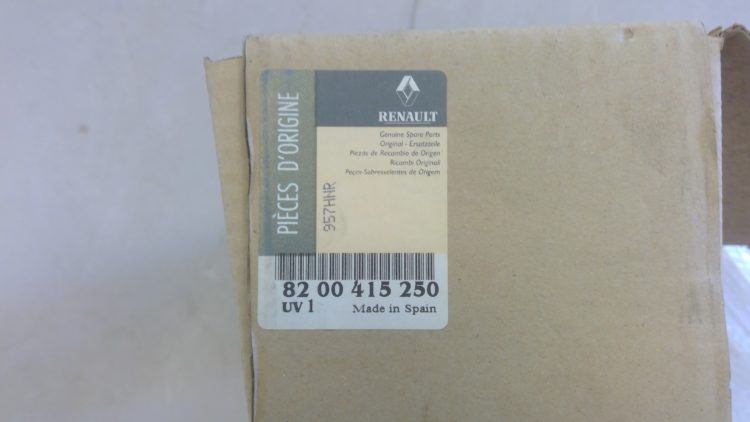 PIÈCES D'ORIGINE
RENAULT
Genuine Spare Parts
Original - Ersatzteile
Piezas de Recambio de Origen
Ricambi Originali
Peças-Sobresselentes de Origem
957HNR
82 00 415 250
UV 1 Made in Spain